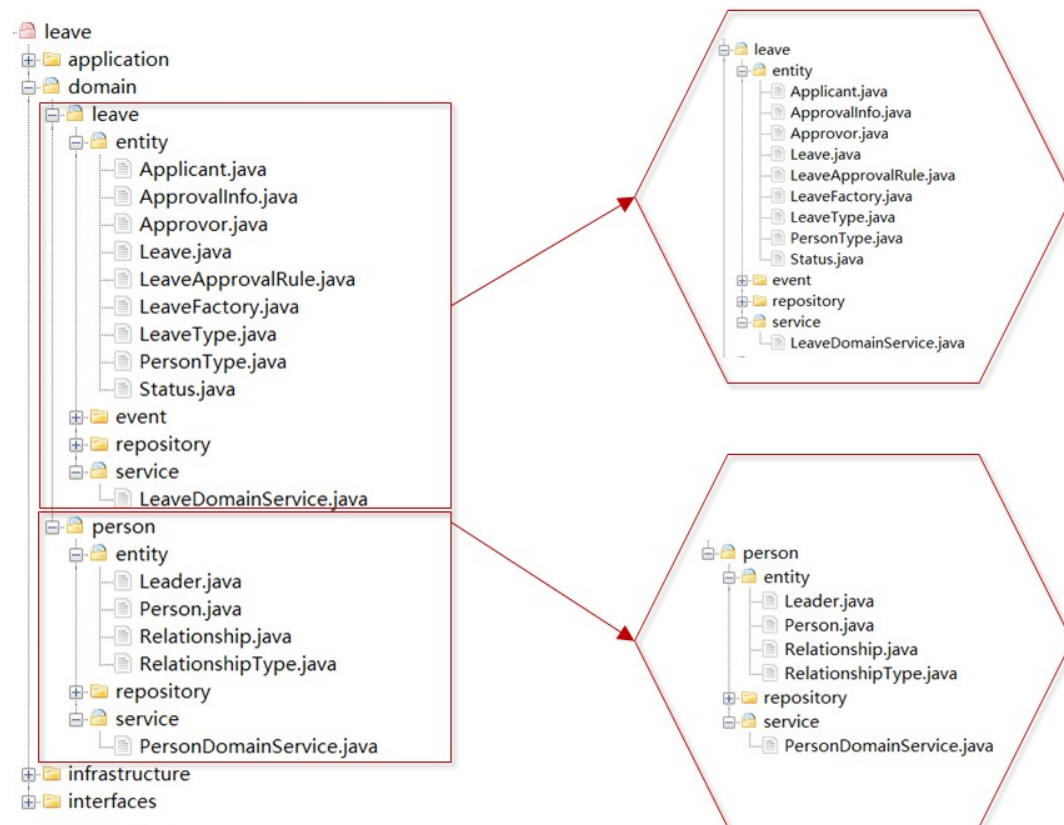 leave
application
domain
leave
entity
Applicant.java
ApprovalInfo.java
Approvor.java
Leave.java
LeaveApprovalRule.java
LeaveFactory.java
LeaveType.java
PersonType.java
Status.java
event
repository
service
LeaveDomainService.java
person
entity
Leader.java
Person.java
Relationship.java
RelationshipType.java
repository
service
PersonDomainService.java
infrastructure
interfaces
leave
entity
Applicant.java
ApprovalInfo.java
Approvor.java
Leave.java
LeaveApprovalRule.java
LeaveFactory.java
LeaveType.java
PersonType.java
Status.java
event
repository
service
LeaveDomainService.java
person
entity
Leader.java
Person.java
Relationship.java
RelationshipType.java
repository
service
PersonDomainService.java